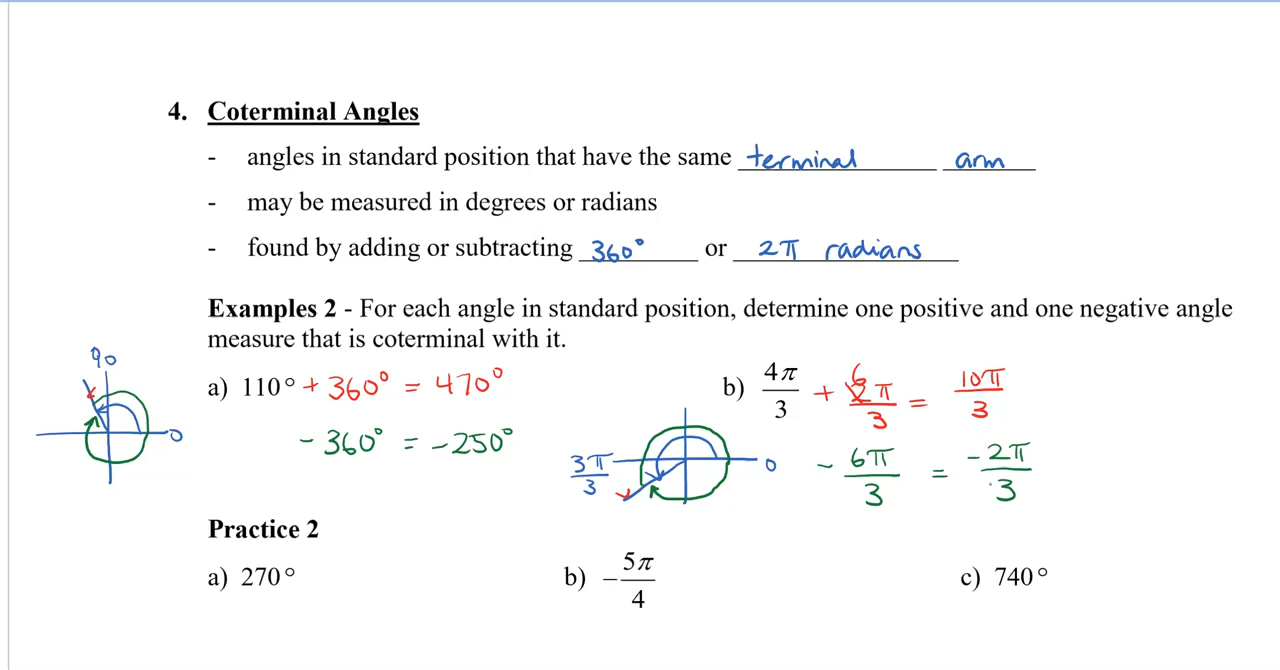 4. Coterminal Angles
- angles in standard position that have the same terminal arm
- may be measured in degrees or radians
- found by adding or subtracting 360° or 2π radians
Examples 2 - For each angle in standard position, determine one positive and one negative angle
measure that is coterminal with it.
90
0
a) 110° + 360° = 470°
- 360° = -250°
b) 4π/3 + 6π/3 = 10π/3
- 6π/3 = -2π/3
3π/3
0
Practice 2
a) 270°
b) -5π/4
c) 740°